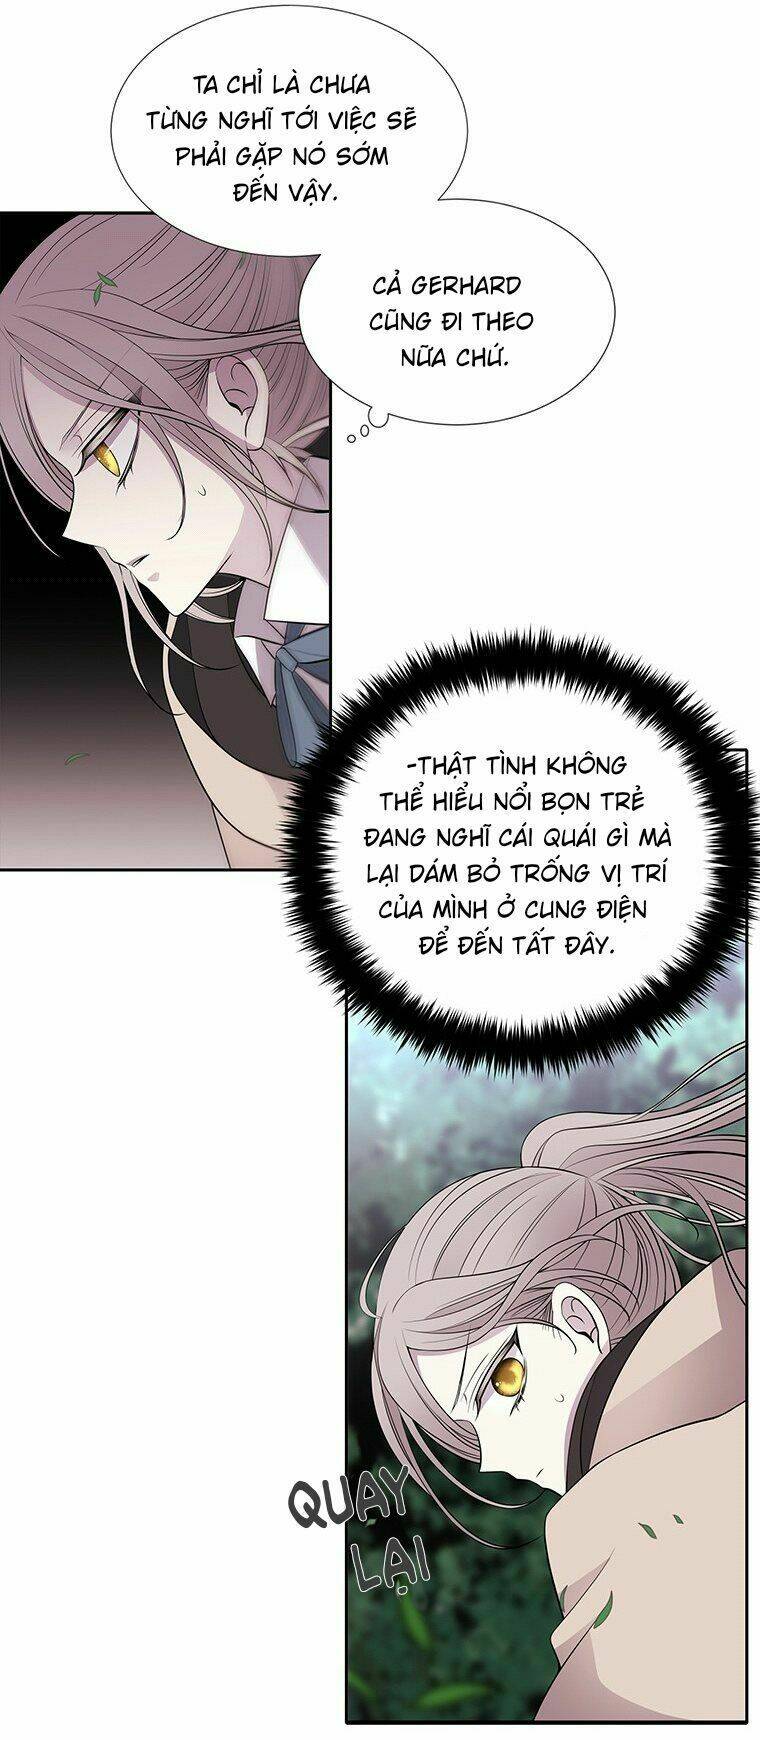 TA CHỈ LÀ CHƯA
TỪNG NGHĨ TỚI VIỆC SẼ
PHẢI GẶP NÓ SỚM
ĐẾN VẬY.
CẢ GERHARD
CŨNG ĐI THEO
NỮA CHỨ.
-THẬT TÌNH KHÔNG
THỂ HIỂU NỔI BỌN TRẺ
ĐANG NGHĨ CÁI QUÁI GÌ MÀ
LẠI DÁM BỎ TRỐNG VỊ TRÍ
CỦA MÌNH Ở CUNG ĐIỆN
ĐỂ ĐẾN TẤT ĐÂY.
QUAY
LẠI